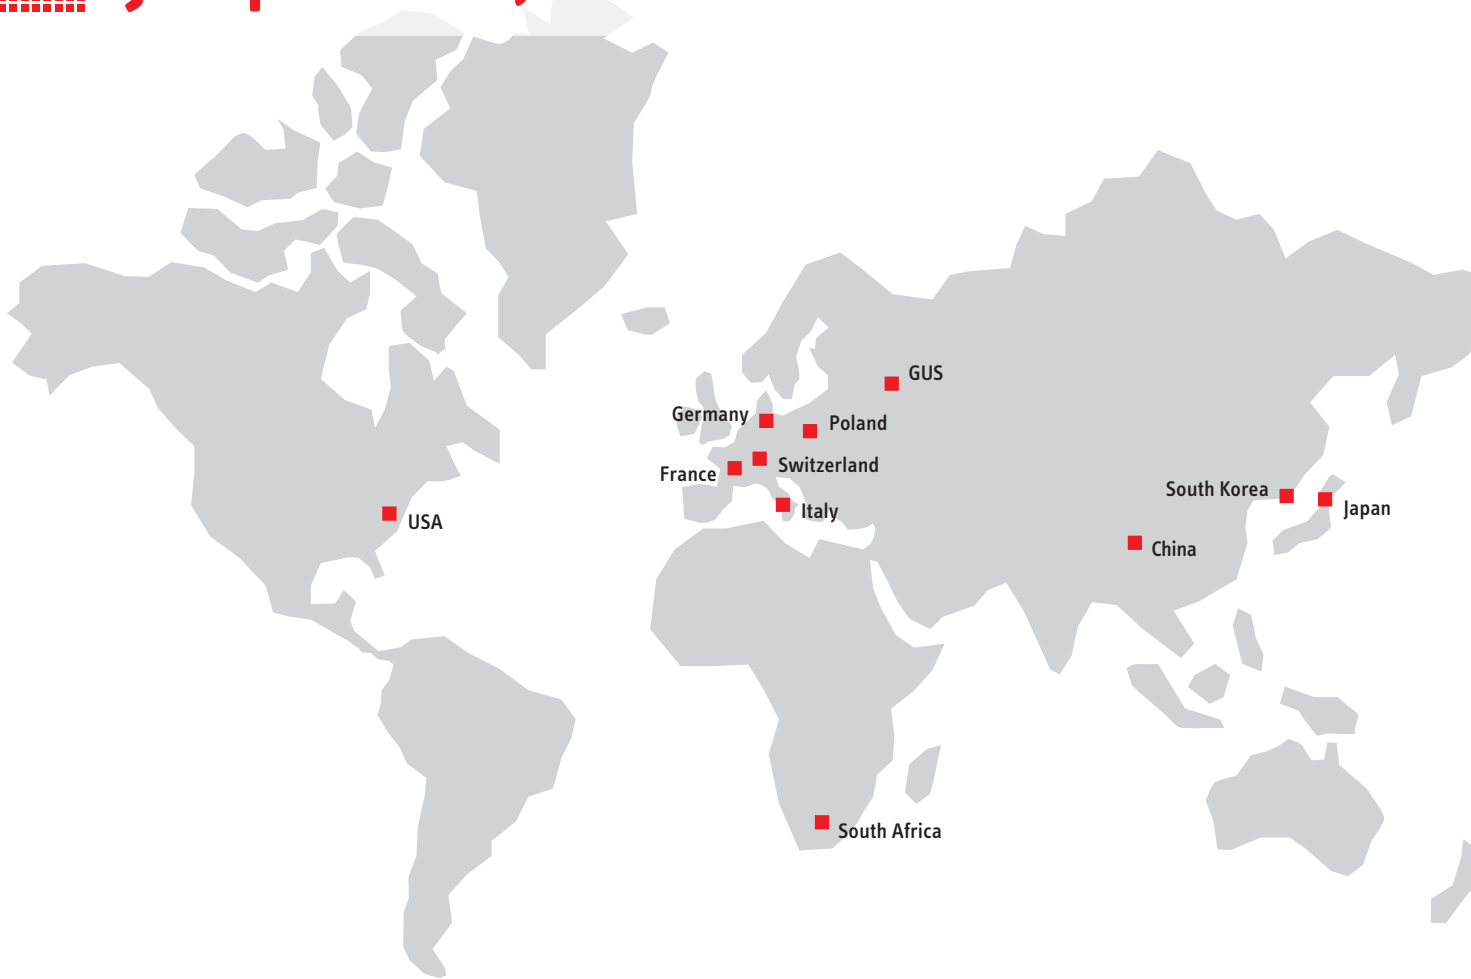 GUS
Germany
Poland
Switzerland
France
South Korea
Italy
Japan
USA
China
South Africa